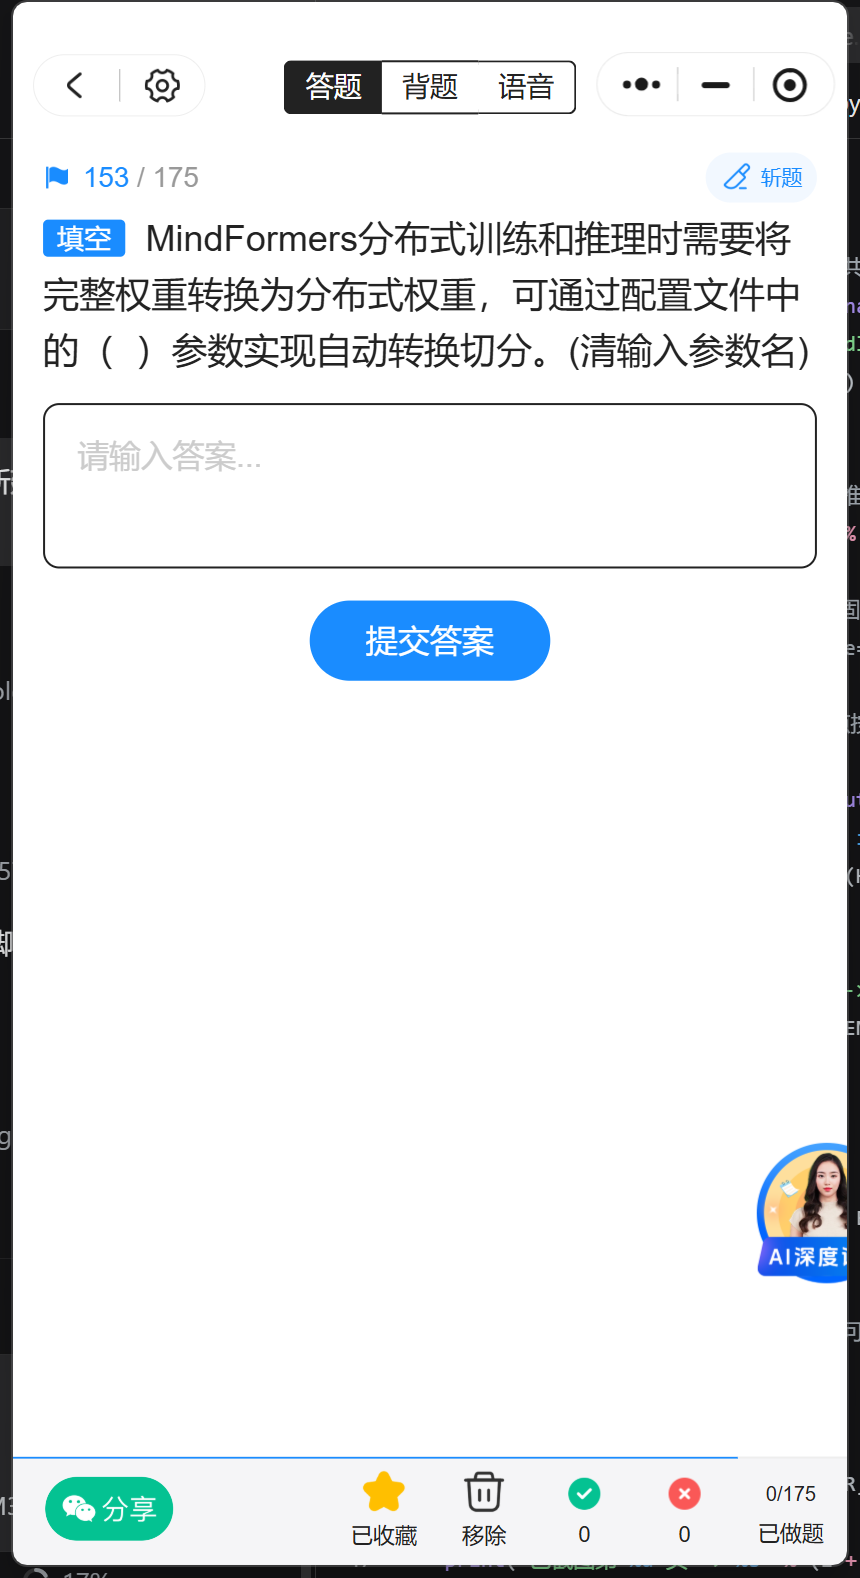 答题 背题 语音
153 / 175
斩题
填空 MindFormers分布式训练和推理时需要将
完整权重转换为分布式权重，可通过配置文件中
的（ ）参数实现自动转换切分。(清输入参数名)
请输入答案...
提交答案
AI深度
分享
已收藏
移除
0
0
0/175
已做题
17%